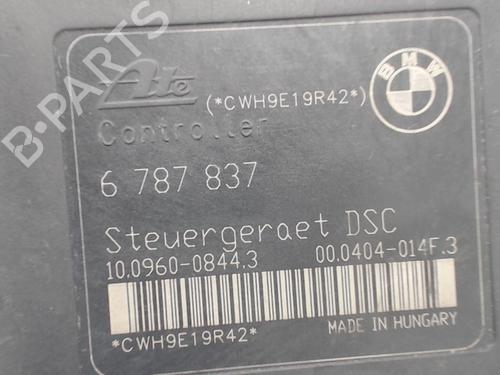 B-PARTS
Ate
(*CWH9E19R42*)
BMW
Controller
6 787 837
Steuergeraet DSC
10.0960-0844.3 00.0404-014F.3
*CWH9E19R42*
MADE IN HUNGARY